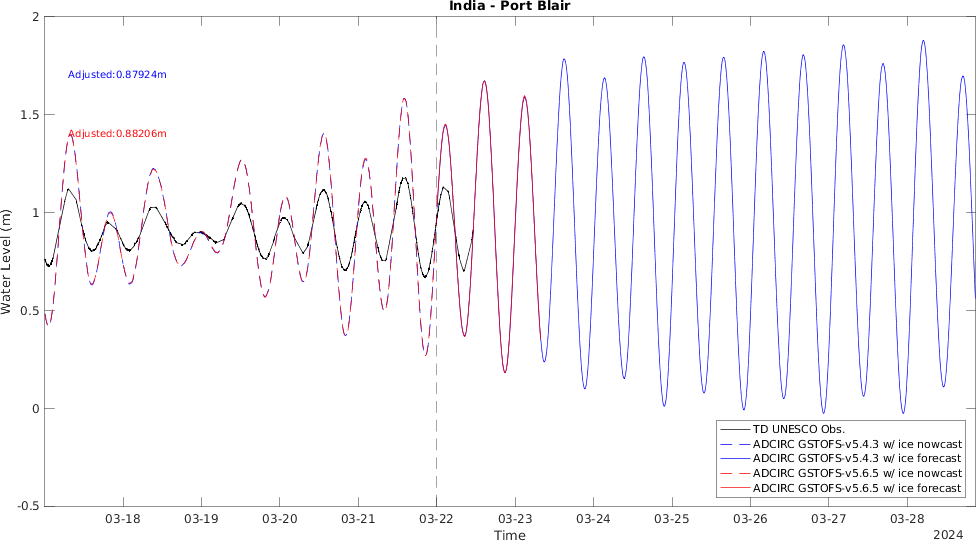 India - Port Blair
Adjusted:0.87924m
Adjusted:0.88206m
Water Level (m)
2
1.5
1
0.5
0
-0.5
TD UNESCO Obs.
ADCIRC GSTOFS-v5.4.3 w/ ice nowcast
ADCIRC GSTOFS-v5.4.3 w/ ice forecast
ADCIRC GSTOFS-v5.6.5 w/ ice nowcast
ADCIRC GSTOFS-v5.6.5 w/ ice forecast
03-18 03-19 03-20 03-21 03-22 03-23 03-24 03-25 03-26 03-27 03-28
Time
2024